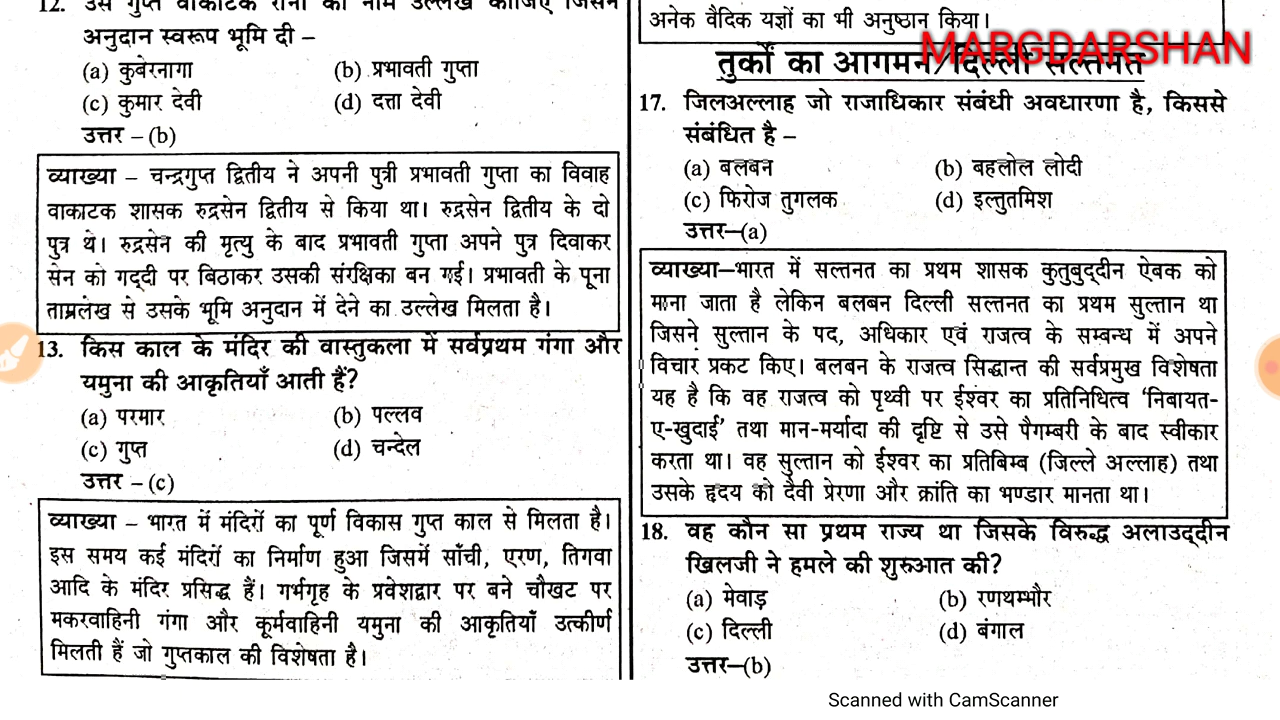 12. उस गुप्त वाकाटक रानी का नाम उल्लेख कीजिए जिसने
अनुदान स्वरूप भूमि दी –
(a) कुबेरनागा (b) प्रभावती गुप्ता
(c) कुमार देवी (d) दत्ता देवी
उत्तर – (b)
व्याख्या – चन्द्रगुप्त द्वितीय ने अपनी पुत्री प्रभावती गुप्ता का विवाह
वाकाटक शासक रुद्रसेन द्वितीय से किया था। रुद्रसेन द्वितीय के दो
पुत्र थे। रुद्रसेन की मृत्यु के बाद प्रभावती गुप्ता अपने पुत्र दिवाकर
सेन को गद्दी पर बिठाकर उसकी संरक्षिका बन गई। प्रभावती के पूना
ताम्रलेख से उसके भूमि अनुदान में देने का उल्लेख मिलता है।
13. किस काल के मंदिर की वास्तुकला में सर्वप्रथम गंगा और
यमुना की आकृतियाँ आती हैं?
(a) परमार (b) पल्लव
(c) गुप्त (d) चन्देल
उत्तर – (c)
व्याख्या – भारत में मंदिरों का पूर्ण विकास गुप्त काल से मिलता है।
इस समय कई मंदिरों का निर्माण हुआ जिसमें साँची, एरण, तिगवा
आदि के मंदिर प्रसिद्ध हैं। गर्भगृह के प्रवेशद्वार पर बने चौखट पर
मकरवाहिनी गंगा और कूर्मवाहिनी यमुना की आकृतियाँ उत्कीर्ण
मिलती हैं जो गुप्तकाल की विशेषता है।
अनेक वैदिक यज्ञों का भी अनुष्ठान किया।
MARGDARSHAN
तुर्कों का आगमन/दिल्ली सल्तनत
17. जिलअल्लाह जो राजाधिकार संबंधी अवधारणा है, किससे
संबंधित है –
(a) बलबन (b) बहलोल लोदी
(c) फिरोज तुगलक (d) इल्तुतमिश
उत्तर–(a)
व्याख्या–भारत में सल्तनत का प्रथम शासक कुतुबुद्दीन ऐबक को
माना जाता है लेकिन बलबन दिल्ली सल्तनत का प्रथम सुल्तान था
जिसने सुल्तान के पद, अधिकार एवं राजत्व के सम्बन्ध में अपने
विचार प्रकट किए। बलबन के राजत्व सिद्धान्त की सर्वप्रमुख विशेषता
यह है कि वह राजत्व को पृथ्वी पर ईश्वर का प्रतिनिधित्व ‘निबायत-
ए-खुदाई’ तथा मान-मर्यादा की दृष्टि से उसे पैगम्बरी के बाद स्वीकार
करता था। वह सुल्तान को ईश्वर का प्रतिबिम्ब (जिल्ले अल्लाह) तथा
उसके हृदय को दैवी प्रेरणा और क्रांति का भण्डार मानता था।
18. वह कौन सा प्रथम राज्य था जिसके विरुद्ध अलाउद्दीन
खिलजी ने हमले की शुरुआत की?
(a) मेवाड़ (b) रणथम्भौर
(c) दिल्ली (d) बंगाल
उत्तर–(b)
Scanned with CamScanner